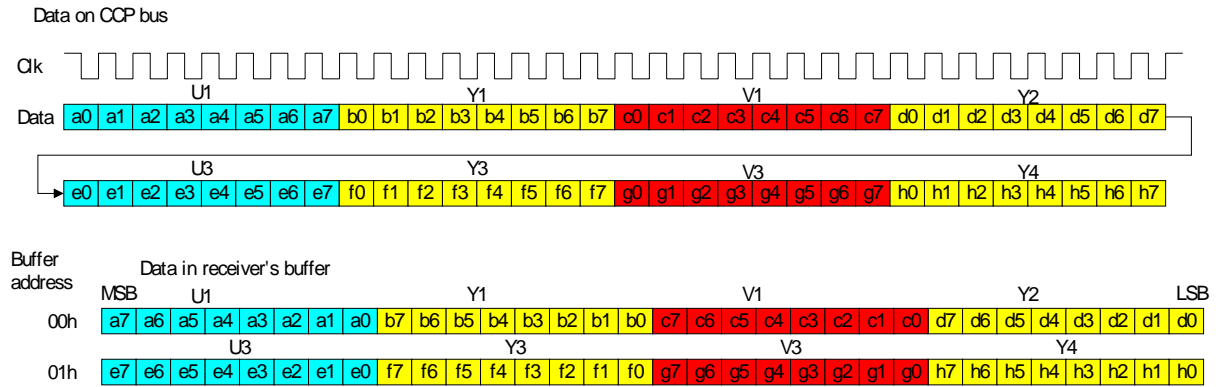 Data on CCP bus
Clk
U1 Y1 V1 Y2
Data a0 a1 a2 a3 a4 a5 a6 a7 b0 b1 b2 b3 b4 b5 b6 b7 c0 c1 c2 c3 c4 c5 c6 c7 d0 d1 d2 d3 d4 d5 d6 d7
U3 Y3 V3 Y4
e0 e1 e2 e3 e4 e5 e6 e7 f0 f1 f2 f3 f4 f5 f6 f7 g0 g1 g2 g3 g4 g5 g6 g7 h0 h1 h2 h3 h4 h5 h6 h7
Buffer
address
Data in receiver's buffer
MSB U1 Y1 V1 Y2 LSB
00h a7 a6 a5 a4 a3 a2 a1 a0 b7 b6 b5 b4 b3 b2 b1 b0 c7 c6 c5 c4 c3 c2 c1 c0 d7 d6 d5 d4 d3 d2 d1 d0
U3 Y3 V3 Y4
01h e7 e6 e5 e4 e3 e2 e1 e0 f7 f6 f5 f4 f3 f2 f1 f0 g7 g6 g5 g4 g3 g2 g1 g0 h7 h6 h5 h4 h3 h2 h1 h0